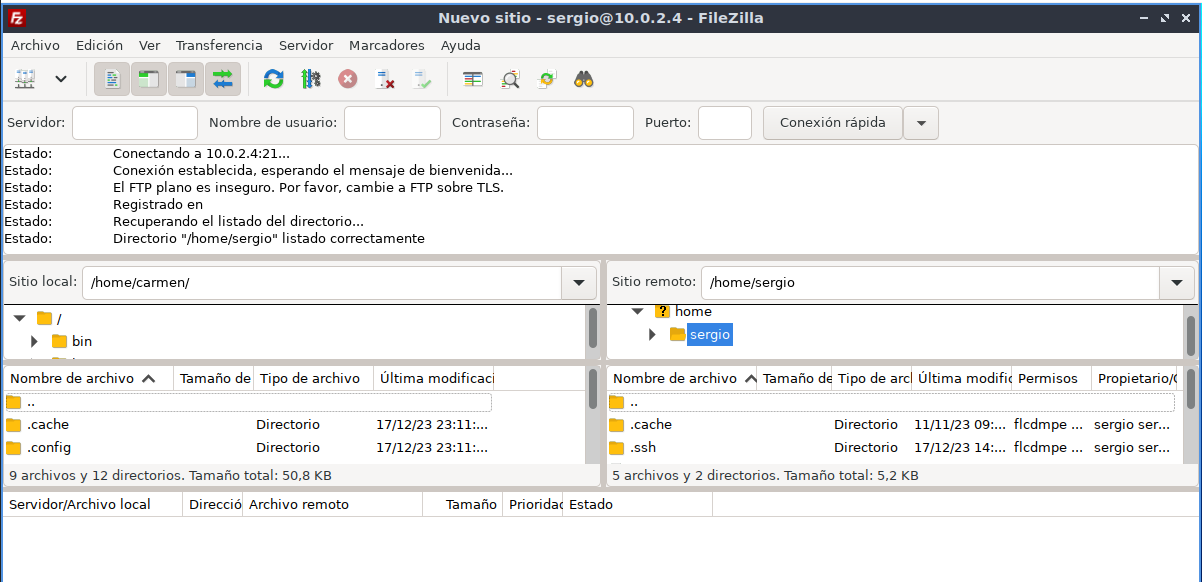 Nuevo sitio - sergio@10.0.2.4 - FileZilla
Archivo Edición Ver Transferencia Servidor Marcadores Ayuda
Servidor: Nombre de usuario: Contraseña: Puerto: Conexión rápida
Estado: Conectando a 10.0.2.4:21...
Estado: Conexión establecida, esperando el mensaje de bienvenida...
Estado: El FTP plano es inseguro. Por favor, cambie a FTP sobre TLS.
Estado: Registrado en
Estado: Recuperando el listado del directorio...
Estado: Directorio "/home/sergio" listado correctamente
Sitio local: /home/carmen/
/
bin
Nombre de archivo Tamaño de Tipo de archivo Última modificaci
..
.cache Directorio 17/12/23 23:11:...
.config Directorio 17/12/23 23:11:...
9 archivos y 12 directorios. Tamaño total: 50,8 KB
Sitio remoto: /home/sergio
? home
sergio
Nombre de archivo Tamaño de Tipo de arcl Última modific Permisos Propietario/G
..
.cache Directorio 11/11/23 09:... flcdmpe ... sergio ser...
.ssh Directorio 17/12/23 14:... flcdmpe ... sergio ser...
5 archivos y 2 directorios. Tamaño total: 5,2 KB
Servidor/Archivo local Direcció Archivo remoto Tamaño Prioridad Estado